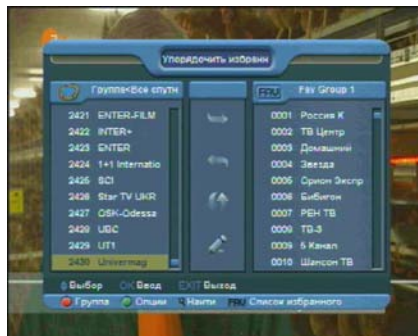 Упорядочить избранн
Группа<Все спутн
2421 ENTER-FILM
2422 INTER+
2423 ENTER
2424 1+1 Internatio
2425 SCI
2426 Star TV UKR
2427 OSK-Odessa
2428 UBC
2429 UT1
2430 Univermag
FAV Fav Group 1
0001 Россия К
0002 ТВ Центр
0003 Домашний
0004 Звезда
0005 Орион Экспр
0006 Бибигон
0007 РЕН ТВ
0008 ТВ-3
0009 5 Канал
0010 Шансон ТВ
Выбор OK Ввод EXIT Выход
Группа Опции Найти FAV Список избранного